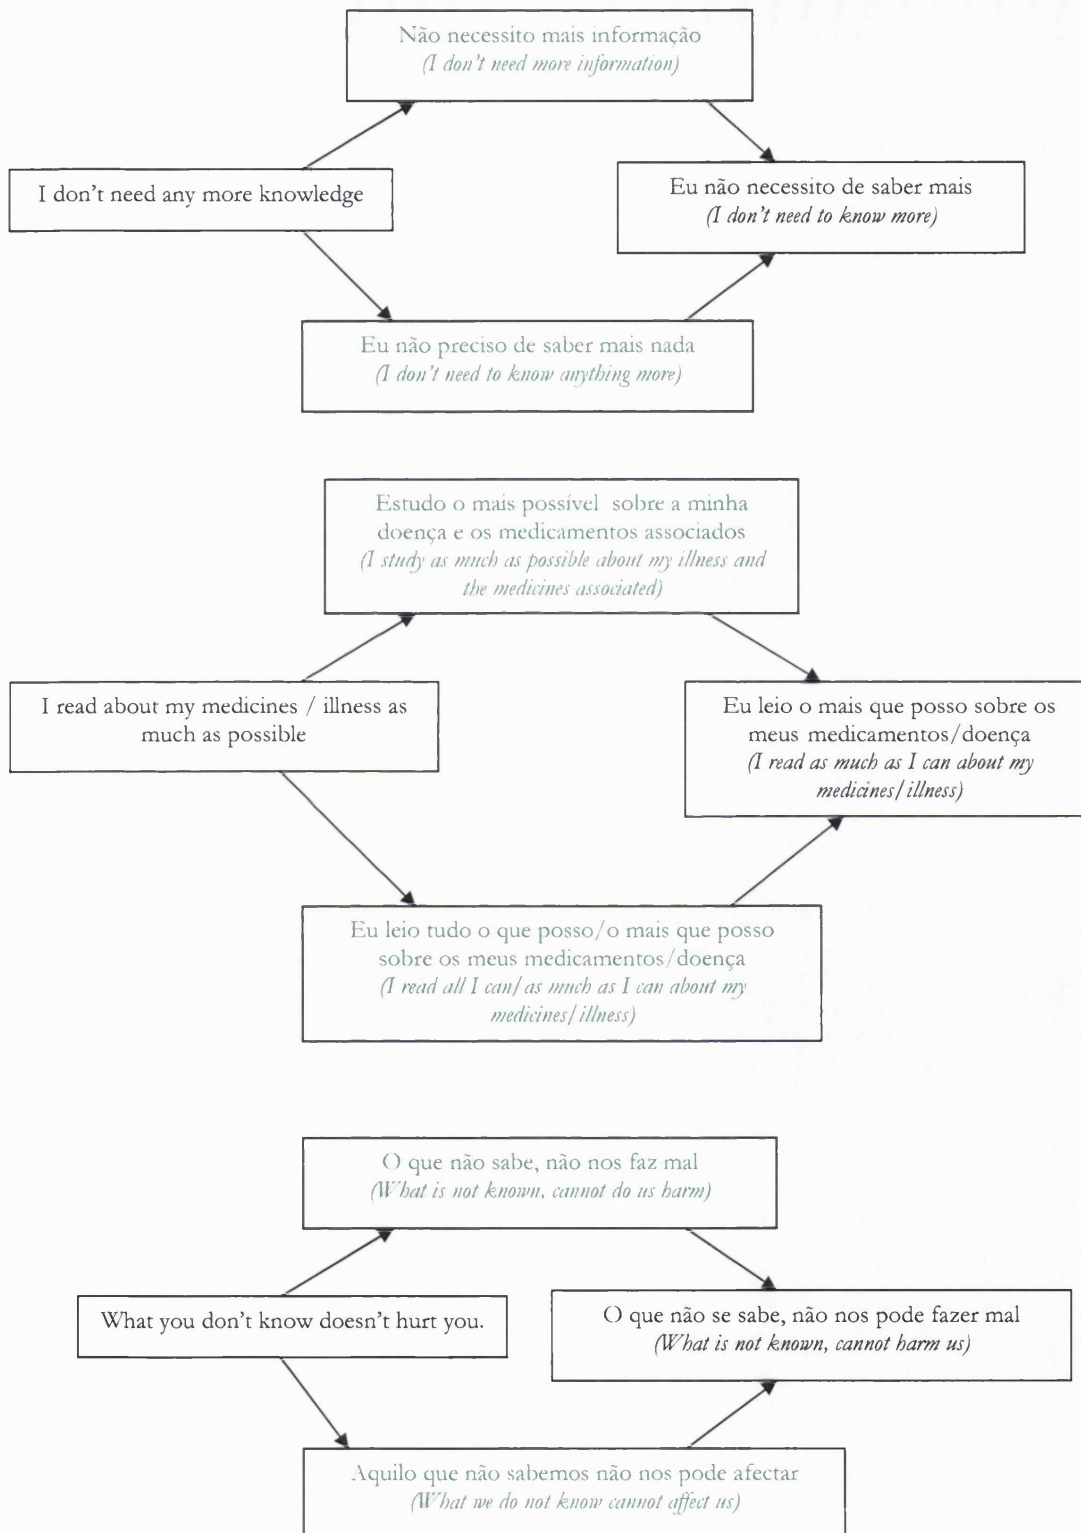 Não necessito mais informação
(I don't need more information)
I don't need any more knowledge
Eu não necessito de saber mais
(I don't need to know more)
Eu não preciso de saber mais nada
(I don't need to know anything more)
Estudo o mais possível sobre a minha
doença e os medicamentos associados
(I study as much as possible about my illness and
the medicines associated)
I read about my medicines / illness as
much as possible
Eu leio o mais que posso sobre os
meus medicamentos/doença
(I read as much as I can about my
medicines/illness)
Eu leio tudo o que posso/o mais que posso
sobre os meus medicamentos/doença
(I read all I can/as much as I can about my
medicines/illness)
O que não sabe, não nos faz mal
(What is not known, cannot do us harm)
What you don't know doesn't hurt you.
O que não se sabe, não nos pode fazer mal
(What is not known, cannot harm us)
Aquilo que não sabemos não nos pode afectar
(What we do not know cannot affect us)